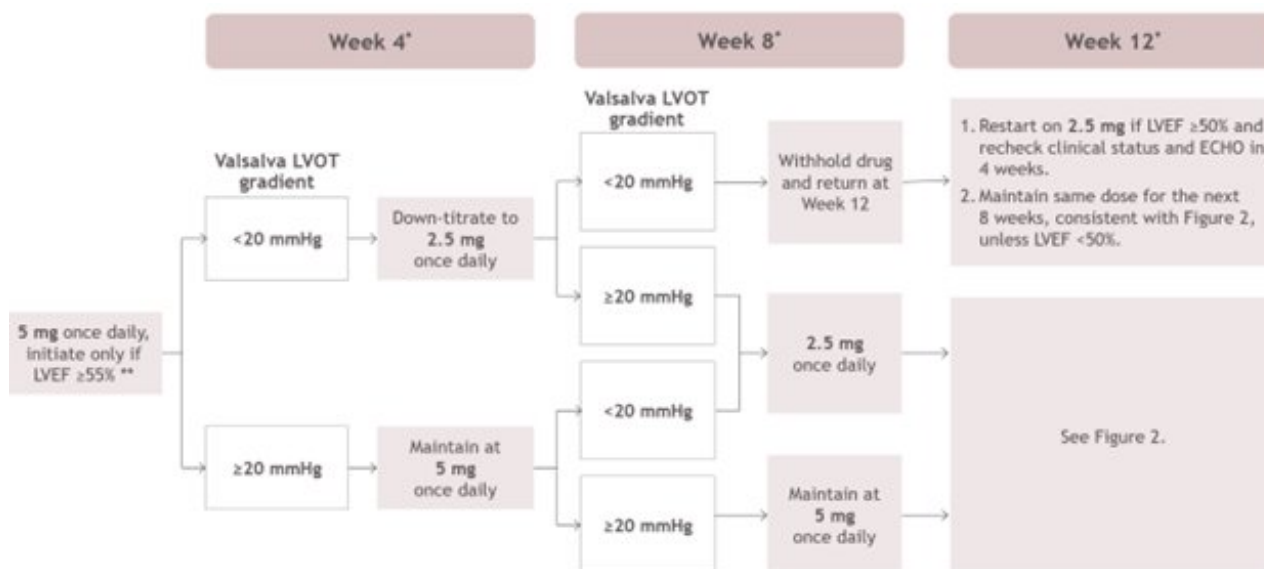 Week 4*
Week 8*
Week 12*
Valsalva LVOT
gradient
<20 mmHg
Down-titrate to
2.5 mg
once daily
Valsalva LVOT
gradient
<20 mmHg
Withhold drug
and return at
Week 12
1. Restart on 2.5 mg if LVEF ≥50% and
recheck clinical status and ECHO in
4 weeks.
2. Maintain same dose for the next
8 weeks, consistent with Figure 2,
unless LVEF <50%.
≥20 mmHg
5 mg once daily,
initiate only if
LVEF ≥55% **
2.5 mg
once daily
<20 mmHg
≥20 mmHg
Maintain at
5 mg
once daily
≥20 mmHg
Maintain at
5 mg
once daily
See Figure 2.